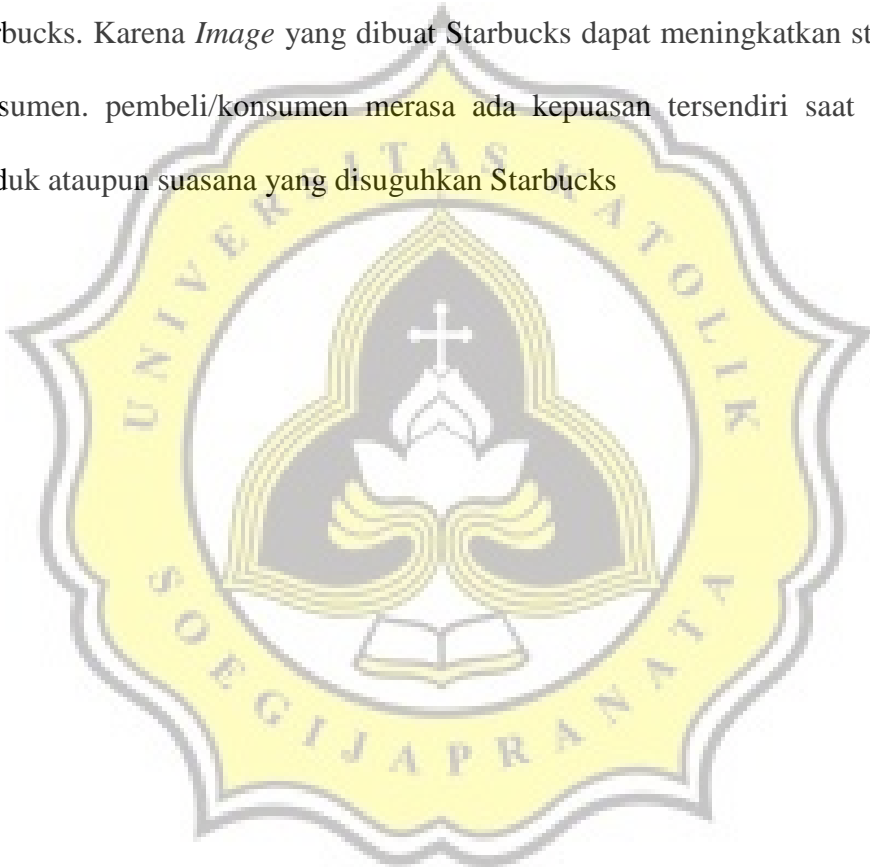 rbucks. Karena Image yang dibuat Starbucks dapat meningkatkan st
sumen. pembeli/konsumen merasa ada kepuasan tersendiri saat
duk ataupun suasana yang disuguhkan Starbucks
UNIVERSITAS KATOLIK
SOEGIJAPRANATA